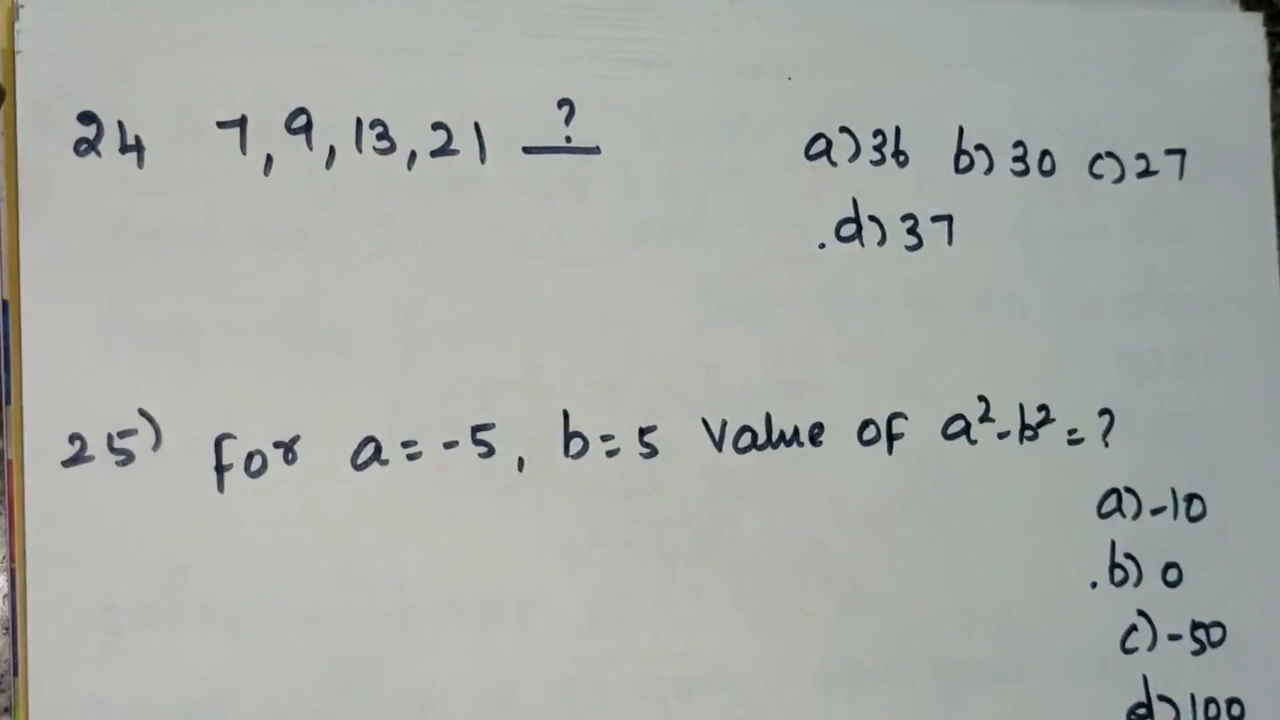 24 7, 9, 13, 21 ? a) 36 b) 30 c) 27
.d) 37
25) For a = -5, b = 5 Value of a²-b² = ?
a) -10
.b) 0
c) -50
d) 100